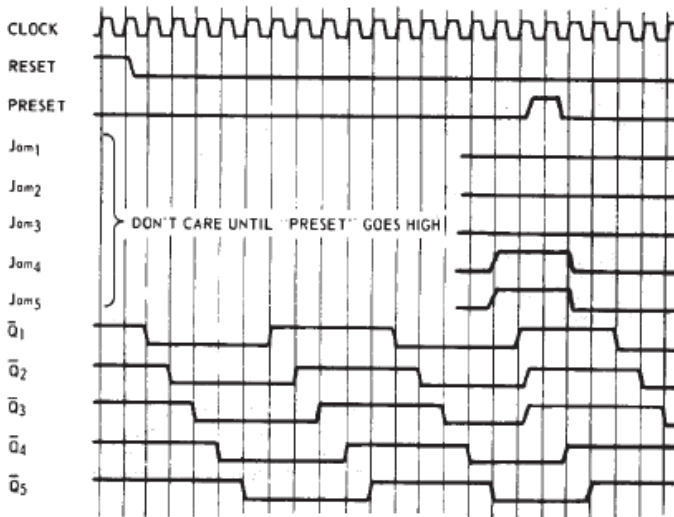 CLOCK
RESET
PRESET
Jam1
Jam2
Jam3
DON'T CARE UNTIL "PRESET" GOES HIGH
Jam4
Jam5
Q̅1
Q̅2
Q̅3
Q̅4
Q̅5